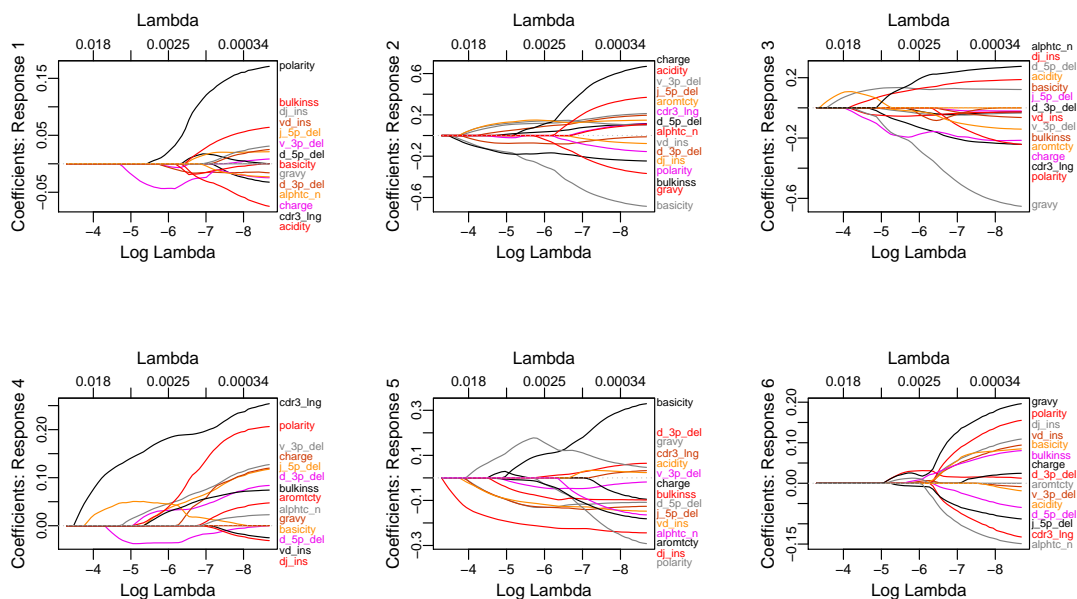 Lambda
0.018 0.0025 0.00034
Coefficients: Response 1
0.15
0.05
−0.05
polarity
bulkinss
dj_ins
vd_ins
j_5p_del
v_3p_del
d_5p_del
basicity
gravy
d_3p_del
alphtc_n
charge
cdr3_lng
acidity
−4 −5 −6 −7 −8
Log Lambda
Lambda
0.018 0.0025 0.00034
Coefficients: Response 2
0.6
0.2
−0.2
−0.6
charge
acidity
v_3p_del
j_5p_del
aromtcty
cdr3_lng
d_5p_del
alphtc_n
vd_ins
d_3p_del
dj_ins
polarity
bulkinss
gravy
basicity
−4 −5 −6 −7 −8
Log Lambda
Lambda
0.018 0.0025 0.00034
Coefficients: Response 3
0.2
−0.2
−0.6
alphtc_n
dj_ins
d_5p_del
acidity
basicity
j_5p_del
d_3p_del
vd_ins
v_3p_del
bulkinss
aromtcty
charge
cdr3_lng
polarity
gravy
−4 −5 −6 −7 −8
Log Lambda
Lambda
0.018 0.0025 0.00034
Coefficients: Response 4
0.20
0.10
0.00
cdr3_lng
polarity
v_3p_del
charge
j_5p_del
d_3p_del
bulkinss
aromtcty
alphtc_n
gravy
basicity
d_5p_del
vd_ins
dj_ins
−4 −5 −6 −7 −8
Log Lambda
Lambda
0.018 0.0025 0.00034
Coefficients: Response 5
0.3
0.1
−0.1
−0.3
basicity
d_3p_del
gravy
cdr3_lng
acidity
v_3p_del
charge
bulkinss
d_5p_del
j_5p_del
vd_ins
alphtc_n
aromtcty
dj_ins
polarity
−4 −5 −6 −7 −8
Log Lambda
Lambda
0.018 0.0025 0.00034
Coefficients: Response 6
0.20
0.10
0.00
−0.15
gravy
polarity
dj_ins
vd_ins
basicity
bulkinss
charge
d_3p_del
aromtcty
v_3p_del
acidity
d_5p_del
j_5p_del
cdr3_lng
alphtc_n
−4 −5 −6 −7 −8
Log Lambda